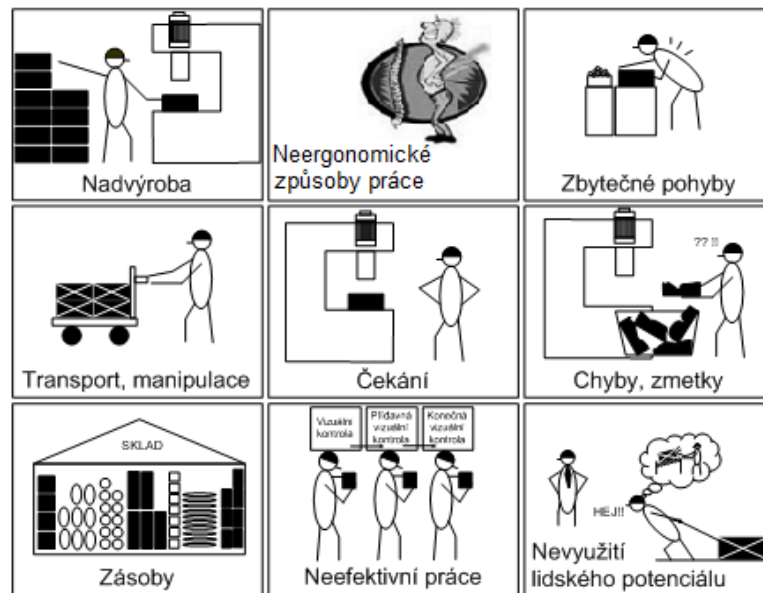 Nadvýroba
Neergonomické
způsoby práce
Zbytečné pohyby
Transport, manipulace
Čekání
?? !!
Chyby, zmetky
SKLAD
Zásoby
Vizuální
kontrola
Přídavná
vizuální
kontrola
Konečná
vizuální
kontrola
Neefektivní práce
HEJ!!
Nevyužití
lidského potenciálu